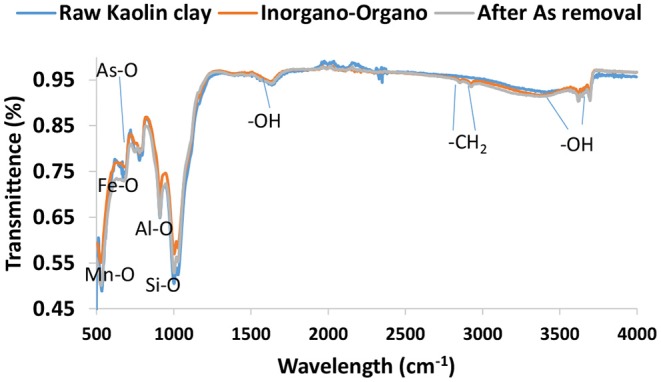 Raw Kaolin clay Inorgano-Organo After As removal
As-O
0.95
-OH
0.85
-CH₂
-OH
0.75
Fe-O
0.65
Al-O
0.55
Mn-O
Si-O
0.45
500 1000 1500 2000 2500 3000 3500 4000
Transmittence (%)
Wavelength (cm⁻¹)